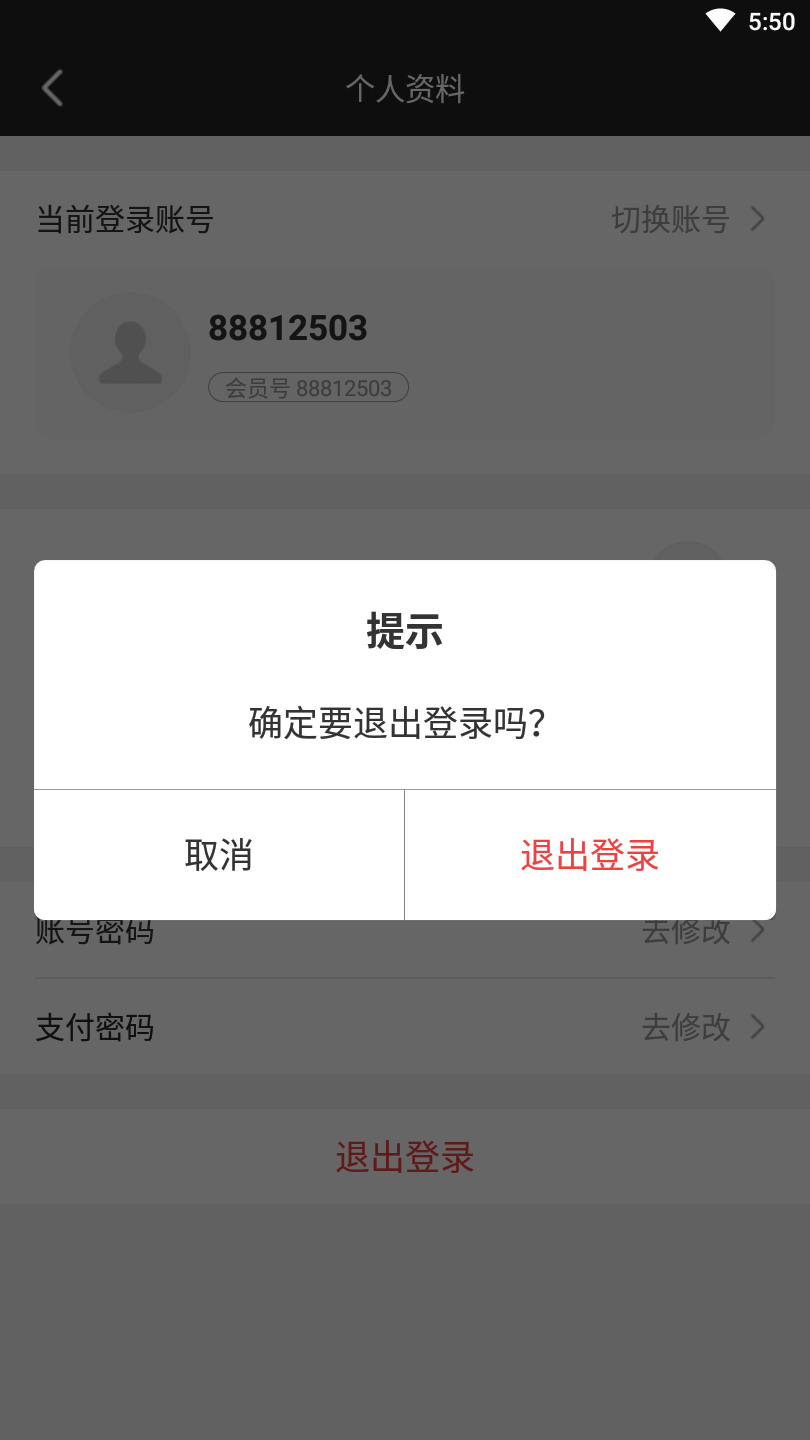 5:50
个人资料
当前登录账号 切换账号
88812503
会员号 88812503
提示
确定要退出登录吗?
取消 退出登录
账号密码 去修改
支付密码 去修改
退出登录